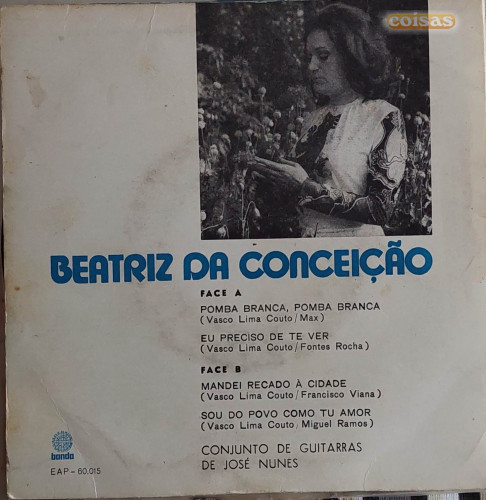 coisas
BEATRIZ DA CONCEIÇÃO
FACE A
POMBA BRANCA, POMBA BRANCA
(Vasco Lima Couto/Max)
EU PRECISO DE TE VER
(Vasco Lima Couto/Fontes Rocha)
FACE B
MANDEI RECADO À CIDADE
(Vasco Lima Couto/Francisco Viana)
SOU DO POVO COMO TU AMOR
(Vasco Lima Couto/Miguel Ramos)
CONJUNTO DE GUITARRAS
DE JOSÉ NUNES
banda
EAP-60.015